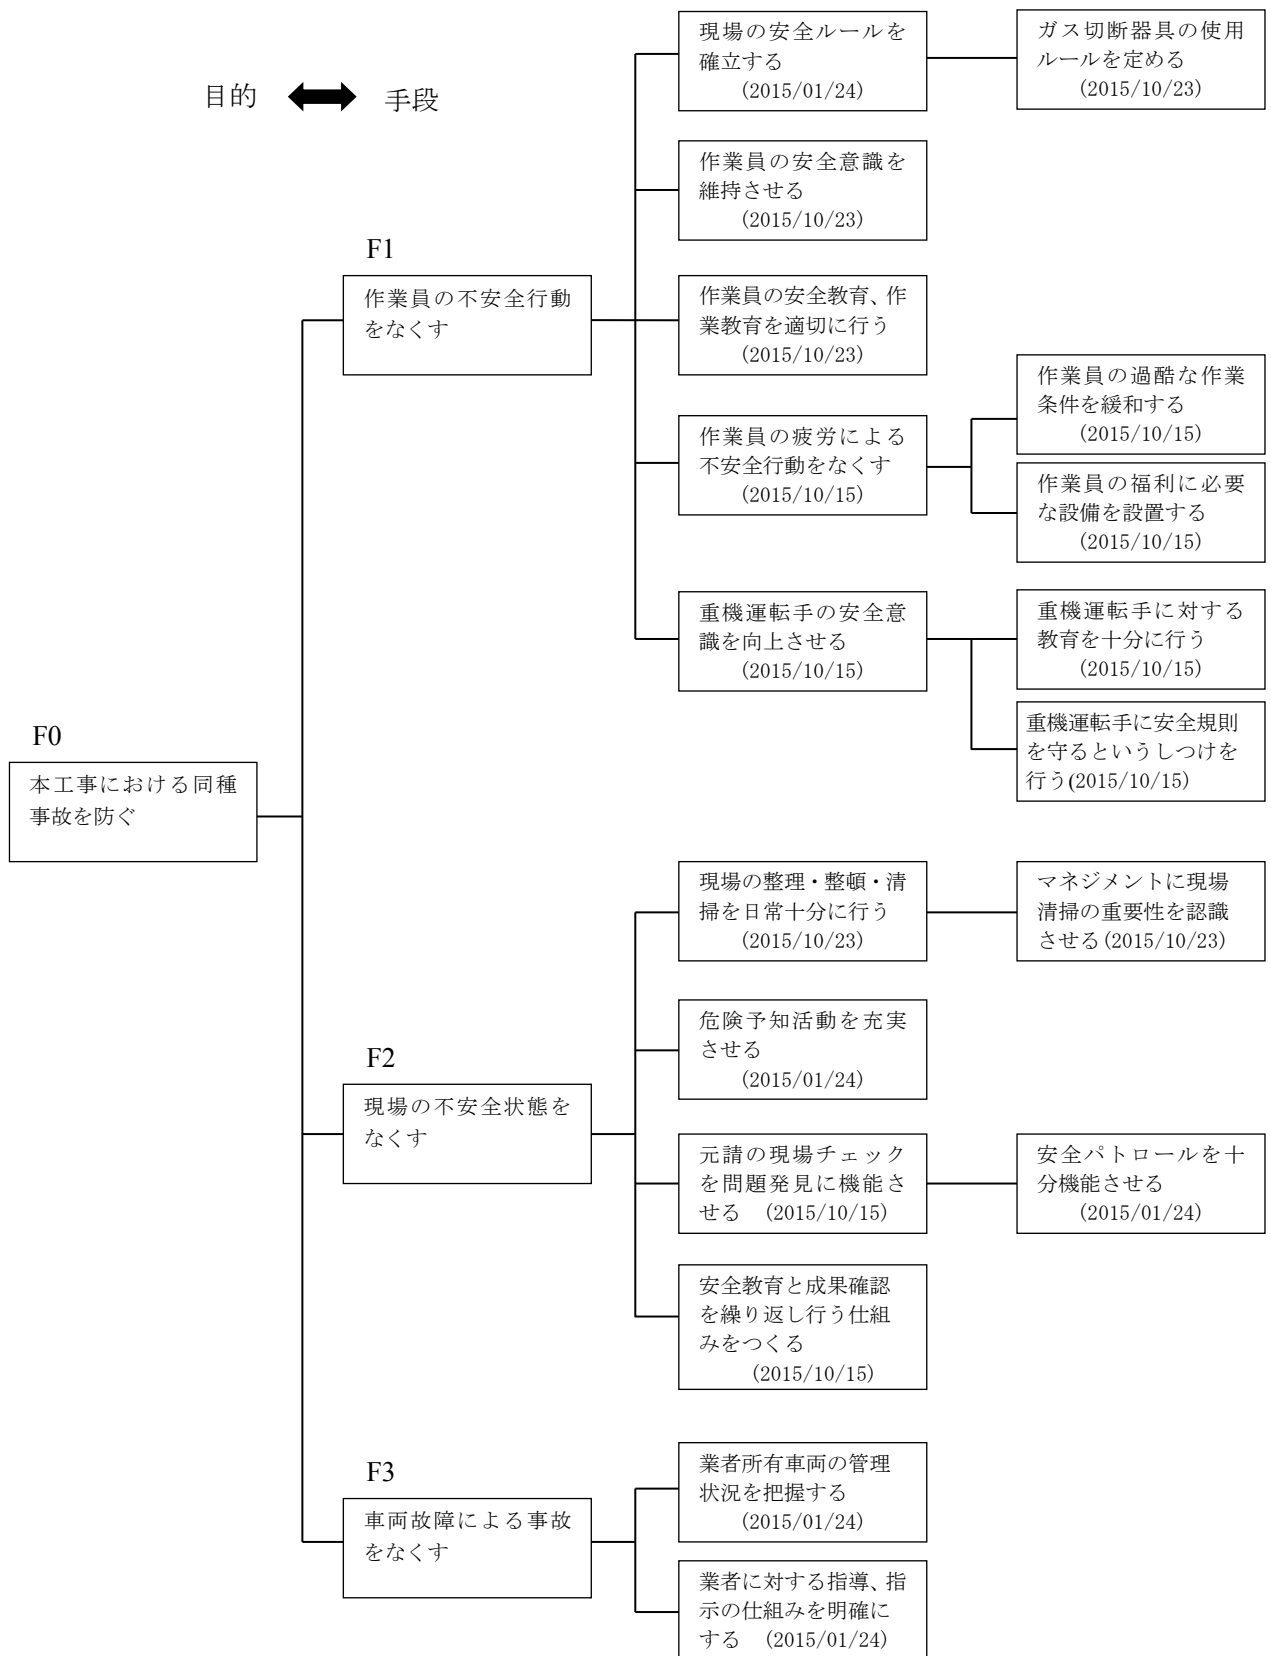 目的 手段
現場の安全ルールを
確立する
(2015/01/24)
ガス切断器具の使用
ルールを定める
(2015/10/23)
作業員の安全意識を
維持させる
(2015/10/23)
F1
作業員の不安全行動
をなくす
作業員の安全教育、作
業教育を適切に行う
(2015/10/23)
作業員の疲労による
不安全行動をなくす
(2015/10/15)
作業員の過酷な作業
条件を緩和する
(2015/10/15)
作業員の福利に必要
な設備を設置する
(2015/10/15)
重機運転手の安全意
識を向上させる
(2015/10/15)
重機運転手に対する
教育を十分に行う
(2015/10/15)
重機運転手に安全規則
を守るというしつけを
行う(2015/10/15)
F0
本工事における同種
事故を防ぐ
現場の整理・整頓・清
掃を日常十分に行う
(2015/10/23)
マネジメントに現場
清掃の重要性を認識
させる(2015/10/23)
危険予知活動を充実
させる
(2015/01/24)
F2
現場の不安全状態を
なくす
元請の現場チェック
を問題発見に機能さ
せる (2015/10/15)
安全パトロールを十
分機能させる
(2015/01/24)
安全教育と成果確認
を繰り返し行う仕組
みをつくる
(2015/10/15)
F3
車両故障による事故
をなくす
業者所有車両の管理
状況を把握する
(2015/01/24)
業者に対する指導、指
示の仕組みを明確に
する (2015/01/24)